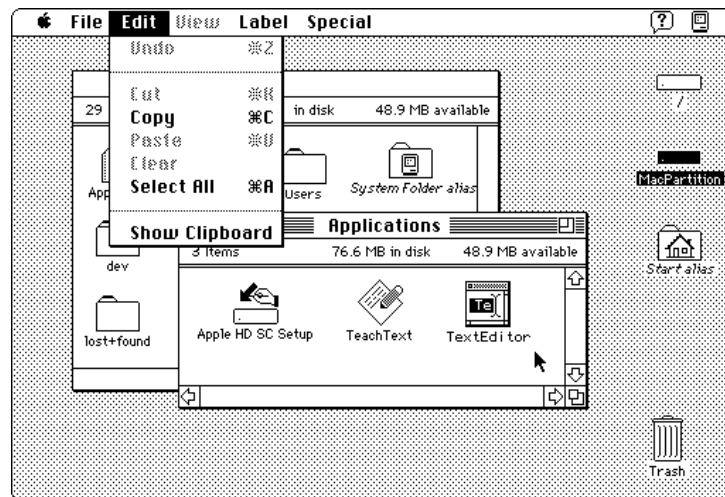 File Edit View Label Special
Undo ⌘Z
Cut ⌘X
Copy ⌘C
Paste ⌘V
Clear
Select All ⌘A
Show Clipboard
29
in disk 48.9 MB available
App
Users
System Folder alias
dev
lost+found
Applications
3 items 76.6 MB in disk 48.9 MB available
Apple HD SC Setup
TeachText
Te
TextEditor
/
MacPartition
Start alias
Trash